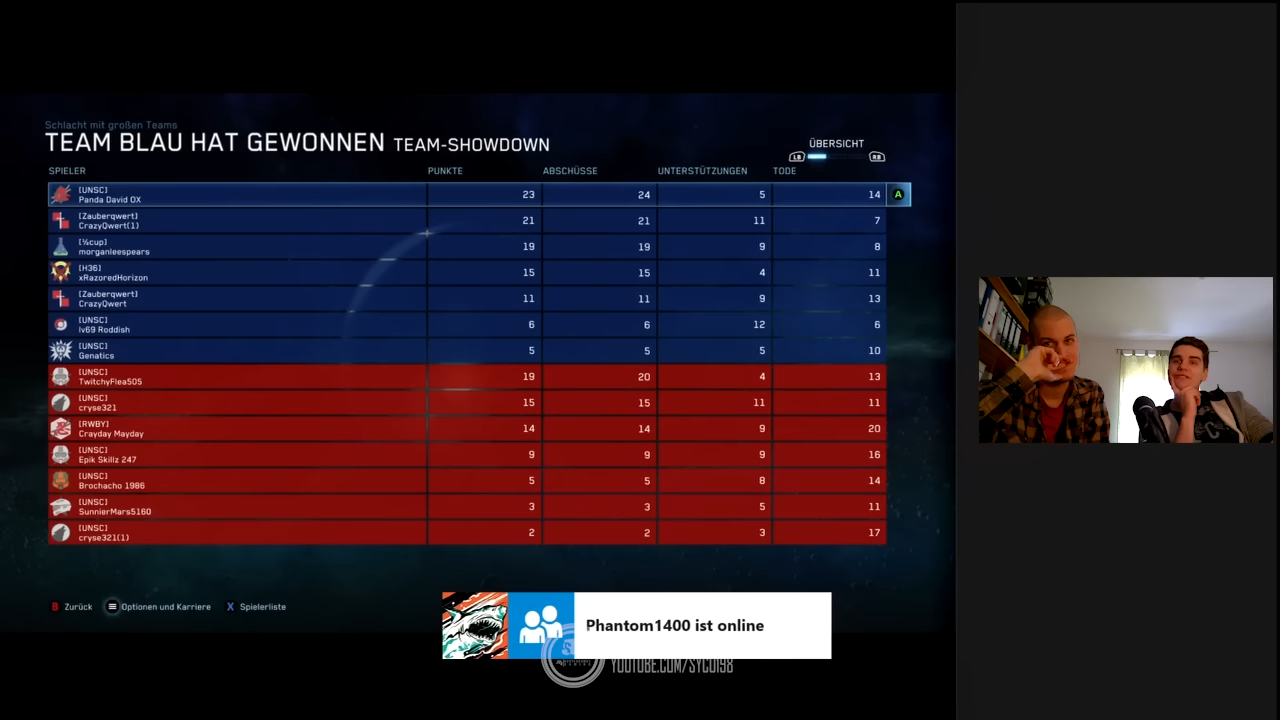 Schlacht mit großen Teams
TEAM BLAU HAT GEWONNEN TEAM-SHOWDOWN
ÜBERSICHT
LB RB
SPIELER PUNKTE ABSCHÜSSE UNTERSTÜTZUNGEN TODE
[UNSC]
Panda David OX 23 24 5 14 A
[Zauberqwert]
CrazyQwert(1) 21 21 11 7
[¼cup]
morganleespears 19 19 9 8
[H36]
xRazoredHorizon 15 15 4 11
[Zauberqwert]
CrazyQwert 11 11 9 13
[UNSC]
lv69 Roddish 6 6 12 6
[UNSC]
Genatics 5 5 5 10
[UNSC]
TwitchyFlea505 19 20 4 13
[UNSC]
cryse321 15 15 11 11
[RWBY]
Crayday Mayday 14 14 9 20
[UNSC]
Epik Skillz 247 9 9 9 16
[UNSC]
Brochacho 1986 5 5 8 14
[UNSC]
SunnierMars5160 3 3 5 11
[UNSC]
cryse321(1) 2 2 3 17
B Zurück Optionen und Karriere X Spielerliste
Phantom1400 ist online
YOUTUBE.COM/SYCO198